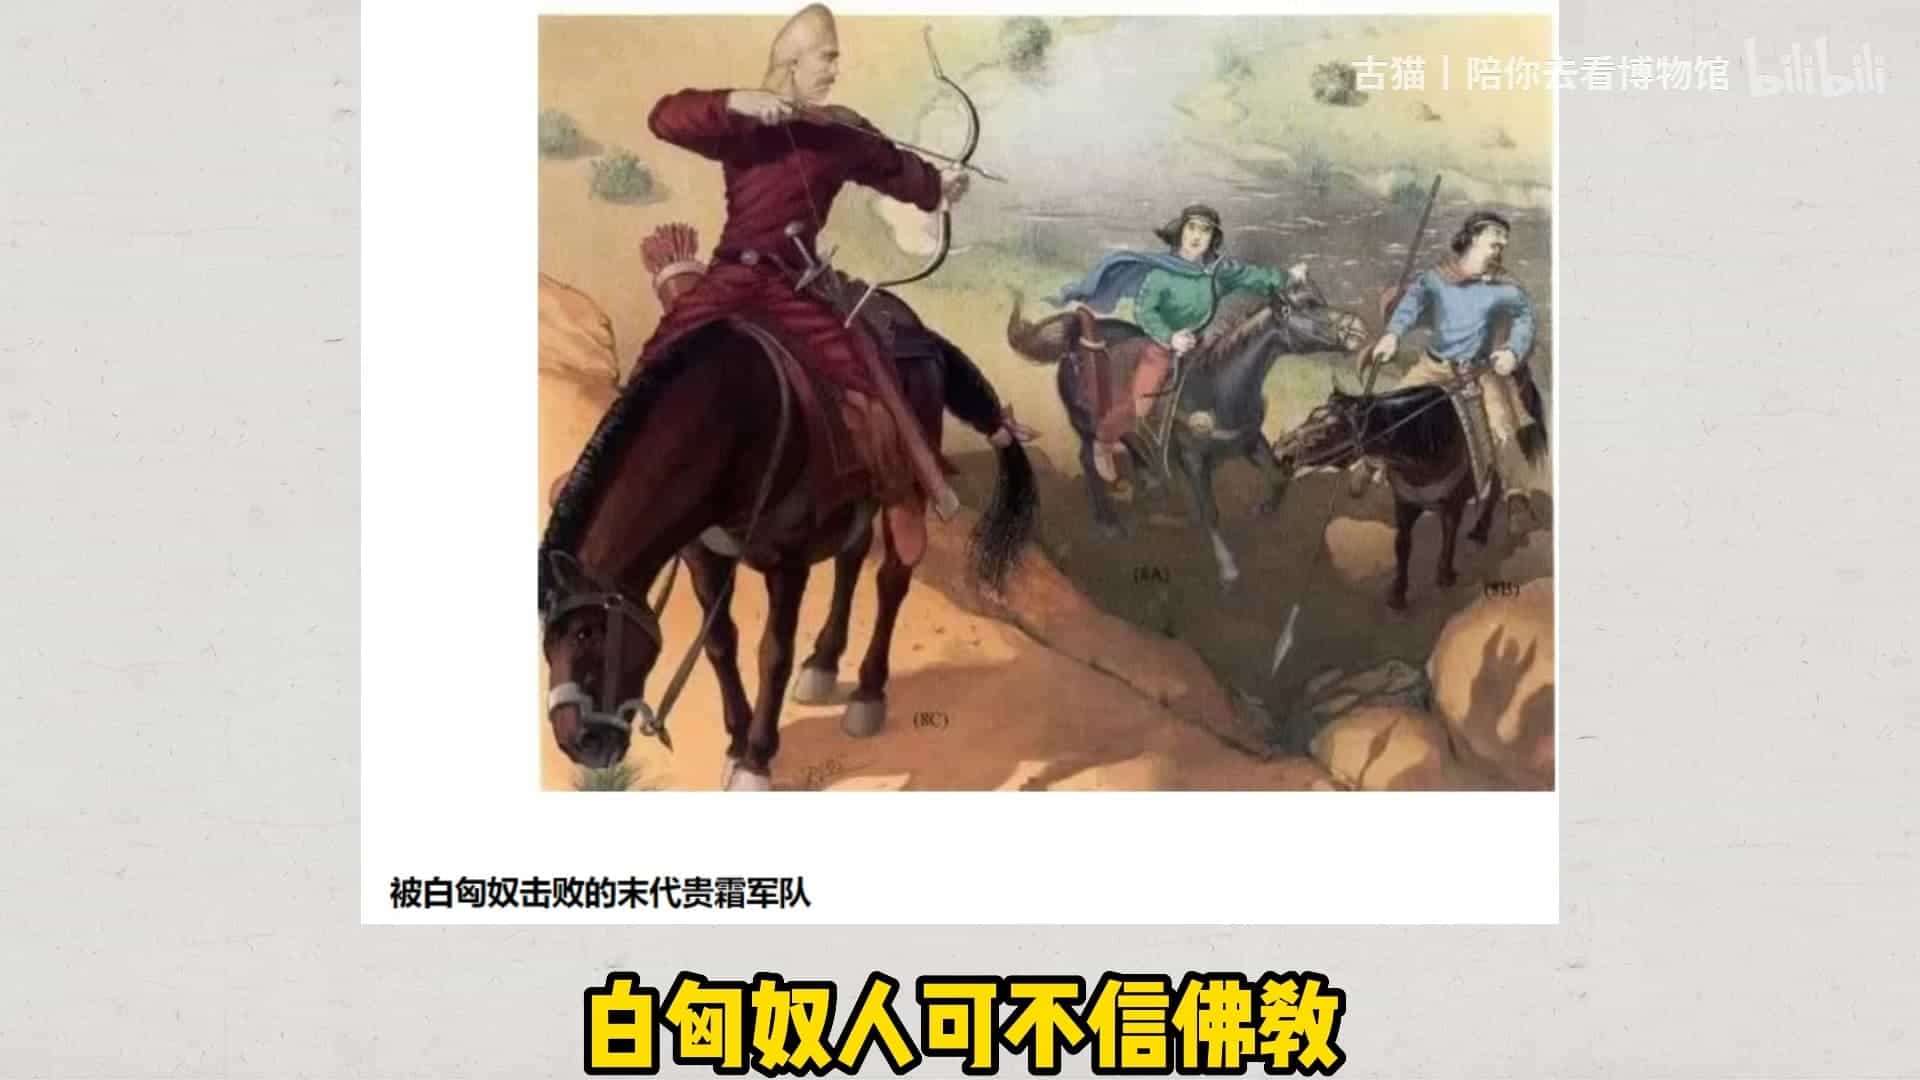 古猫丨陪你去看博物馆 bilibili
(8A)
(8B)
(8C)
被白匈奴击败的末代贵霜军队
白匈奴人可不信佛教